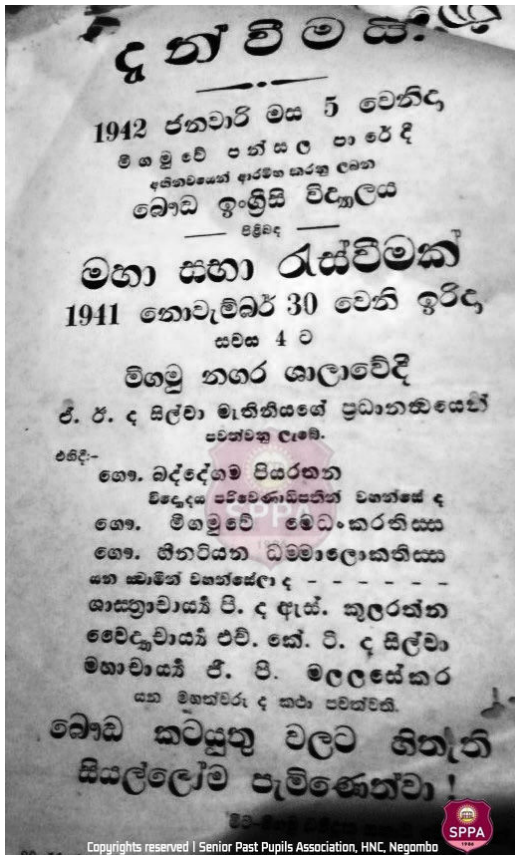 දැන්වීමයි.
1942 ජනවාරි මස 5 වෙනිදා
මීගමුවේ පන්සල පාරේදී
අභිනවයෙන් ආරම්භ කරනු ලබන
බෞඬ ඉංග්‍රීසි විද්‍යාලය
පිළිබඳ
මහා සභා රැස්වීමක්
1941 නොවැම්බර් 30 වෙනි ඉරිදා
සවස 4 ට
මීගමු නගර ශාලාවේදී
ඒ. ඊ. ද සිල්වා මැතිනියගේ ප්‍රධානත්වයෙන්
පවත්වනු ලැබේ.
එහිදී:-
ගෞ. බද්දේගම පියරතන
විද්‍යොදය පරිවෙණාධිපතින් වහන්සේ ද
ගෞ. මීගමුවේ මෙධංකරතිස්ස
ගෞ. හීනටියන ධම්මාලොකතිස්ස
යන ස්වාමීන් වහන්සේලා ද - - - - - -
ශාස්ත්‍රාචාර්‍ය්‍ය පී. ද ඇස්. කුලරත්න
වෛද්‍යාචාර්‍ය්‍ය එච්. කේ. ටී. ද සිල්වා
මහාචාර්‍ය්‍ය ජී. පී. මලලසේකර
යන මහත්වරු ද කථා පවත්වති.
බෞඬ කටයුතු වලට හිතැති
සියල්ලෝම පැමිණෙත්වා !
SPPA
1986
SPPA
1986
Copyrights reserved | Senior Past Pupils Association, HNC, Negombo